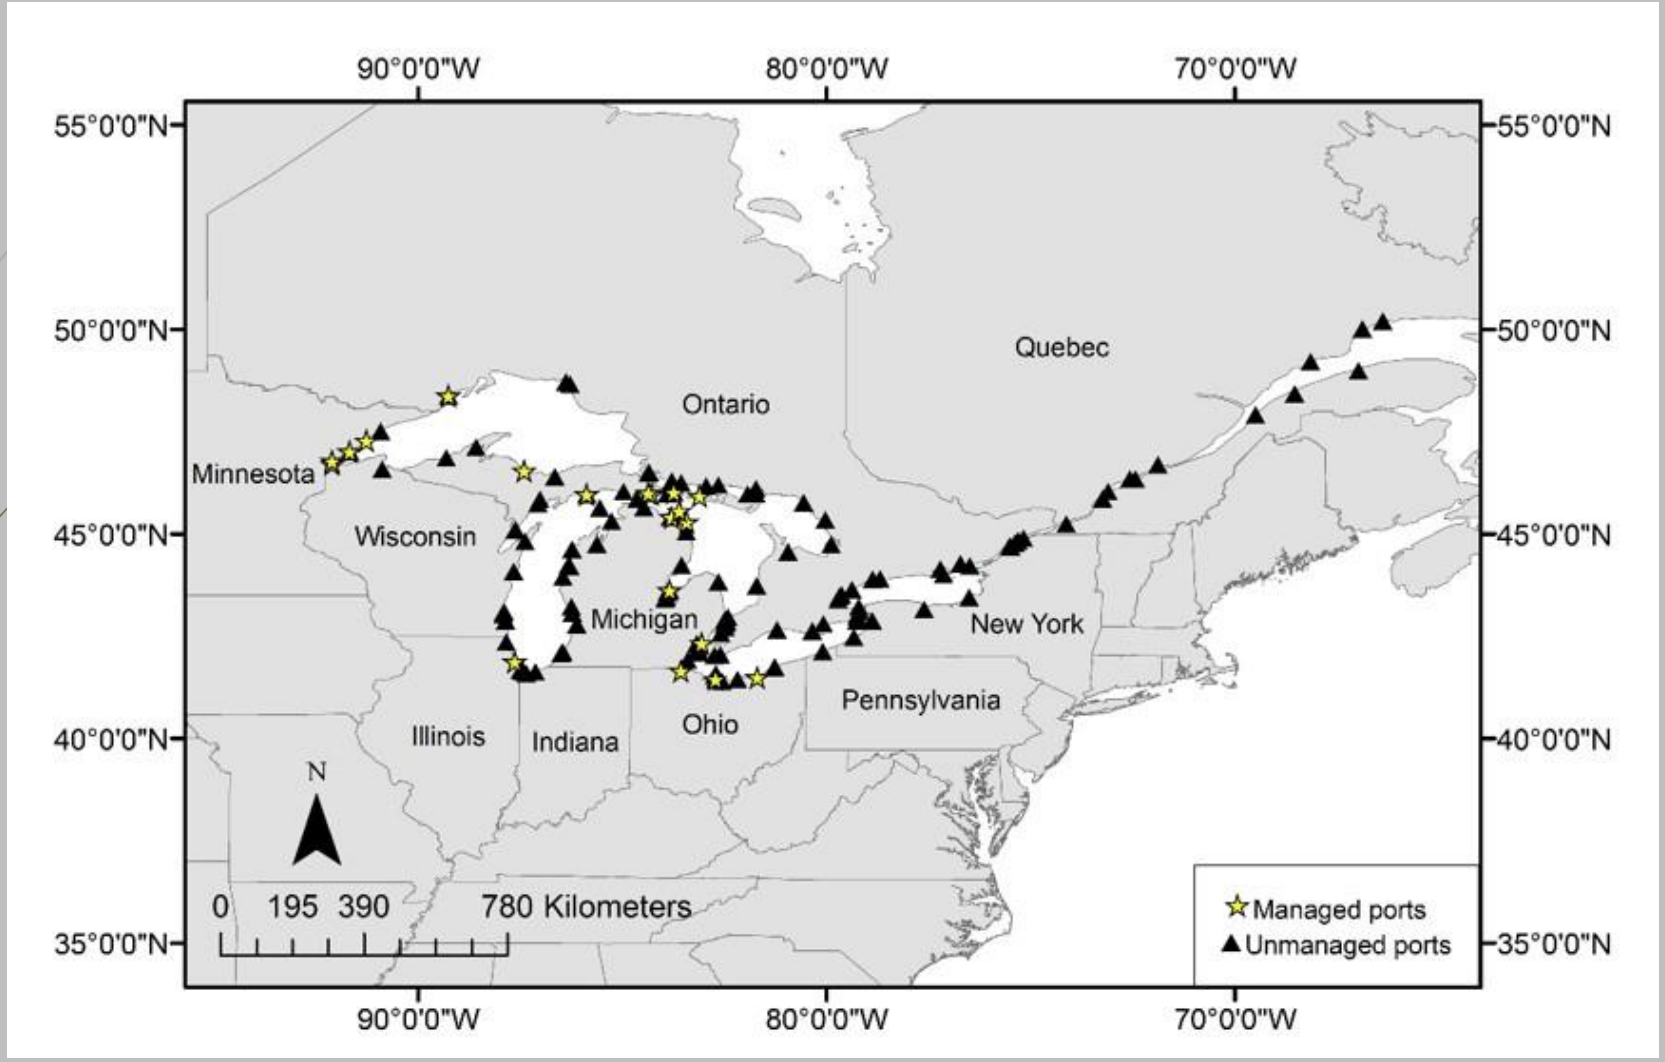 90°0'0"W 80°0'0"W 70°0'0"W
55°0'0"N 55°0'0"N
50°0'0"N 50°0'0"N
Quebec
Ontario
Minnesota
45°0'0"N 45°0'0"N
Wisconsin
Michigan
New York
Pennsylvania
Ohio
Illinois
Indiana
40°0'0"N 40°0'0"N
N
0 195 390 780 Kilometers
Managed ports
Unmanaged ports
35°0'0"N 35°0'0"N
90°0'0"W 80°0'0"W 70°0'0"W